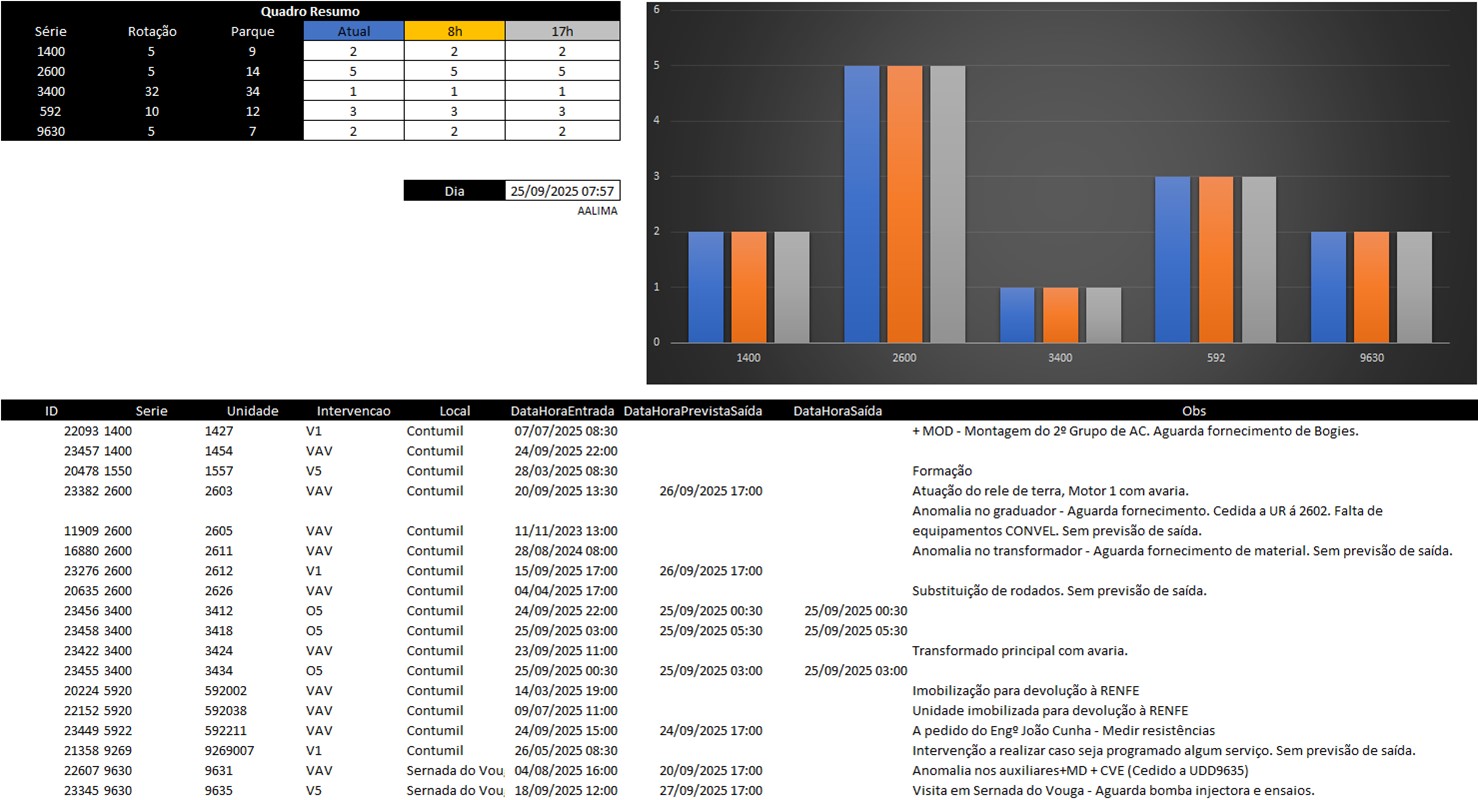 Quadro Resumo
Série Rotação Parque Atual 8h 17h
1400 5 9 2 2 2
2600 5 14 5 5 5
3400 32 34 1 1 1
592 10 12 3 3 3
9630 5 7 2 2 2
Dia 25/09/2025 07:57
AALIMA
6
5
4
3
2
1
0
1400 2600 3400 592 9630
ID Serie Unidade Intervencao Local DataHoraEntrada DataHoraPrevistaSaída DataHoraSaída Obs
22093 1400 1427 V1 Contumil 07/07/2025 08:30 + MOD - Montagem do 2º Grupo de AC. Aguarda fornecimento de Bogies.
23457 1400 1454 VAV Contumil 24/09/2025 22:00
20478 1550 1557 V5 Contumil 28/03/2025 08:30 Formação
23382 2600 2603 VAV Contumil 20/09/2025 13:30 26/09/2025 17:00 Atuação do rele de terra, Motor 1 com avaria.
Anomalia no graduador - Aguarda fornecimento. Cedida a UR á 2602. Falta de
11909 2600 2605 VAV Contumil 11/11/2023 13:00 equipamentos CONVEL. Sem previsão de saída.
16880 2600 2611 VAV Contumil 28/08/2024 08:00 Anomalia no transformador - Aguarda fornecimento de material. Sem previsão de saída.
23276 2600 2612 V1 Contumil 15/09/2025 17:00 26/09/2025 17:00
20635 2600 2626 VAV Contumil 04/04/2025 17:00 Substituição de rodados. Sem previsão de saída.
23456 3400 3412 O5 Contumil 24/09/2025 22:00 25/09/2025 00:30 25/09/2025 00:30
23458 3400 3418 O5 Contumil 25/09/2025 03:00 25/09/2025 05:30 25/09/2025 05:30
23422 3400 3424 VAV Contumil 23/09/2025 11:00 Transformado principal com avaria.
23455 3400 3434 O5 Contumil 25/09/2025 00:30 25/09/2025 03:00 25/09/2025 03:00
20224 5920 592002 VAV Contumil 14/03/2025 19:00 Imobilização para devolução à RENFE
22152 5920 592038 VAV Contumil 09/07/2025 11:00 Unidade imobilizada para devolução à RENFE
23449 5922 592211 VAV Contumil 24/09/2025 15:00 24/09/2025 17:00 A pedido do Engº João Cunha - Medir resistências
21358 9269 9269007 V1 Contumil 26/05/2025 08:30 Intervenção a realizar caso seja programado algum serviço. Sem previsão de saída.
22607 9630 9631 VAV Sernada do Vou 04/08/2025 16:00 20/09/2025 17:00 Anomalia nos auxiliares+MD + CVE (Cedido a UDD9635)
23345 9630 9635 V5 Sernada do Vou 18/09/2025 12:00 27/09/2025 17:00 Visita em Sernada do Vouga - Aguarda bomba injectora e ensaios.